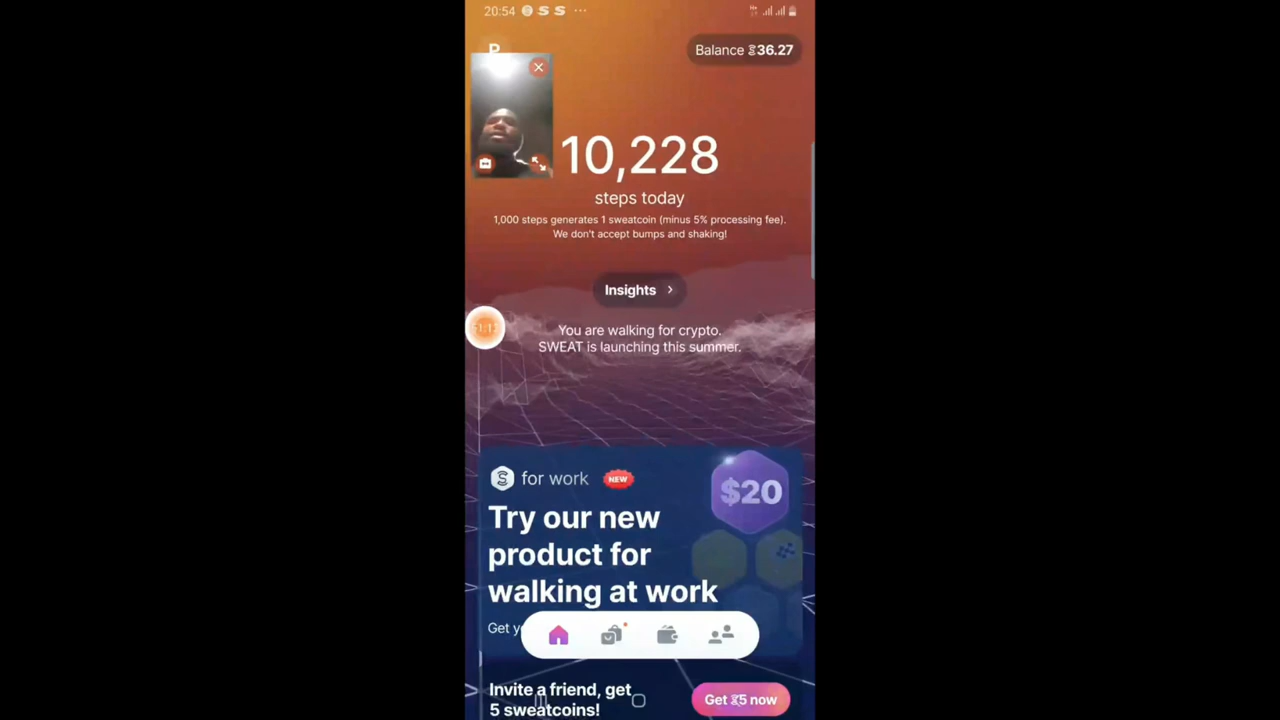 20:54
Balance 36.27
10,228
steps today
1,000 steps generates 1 sweatcoin (minus 5% processing fee).
We don't accept bumps and shaking!
Insights
You are walking for crypto.
SWEAT is launching this summer.
for work NEW
$20
Try our new
product for
walking at work
Get
Invite a friend, get
5 sweatcoins!
Get 5 now